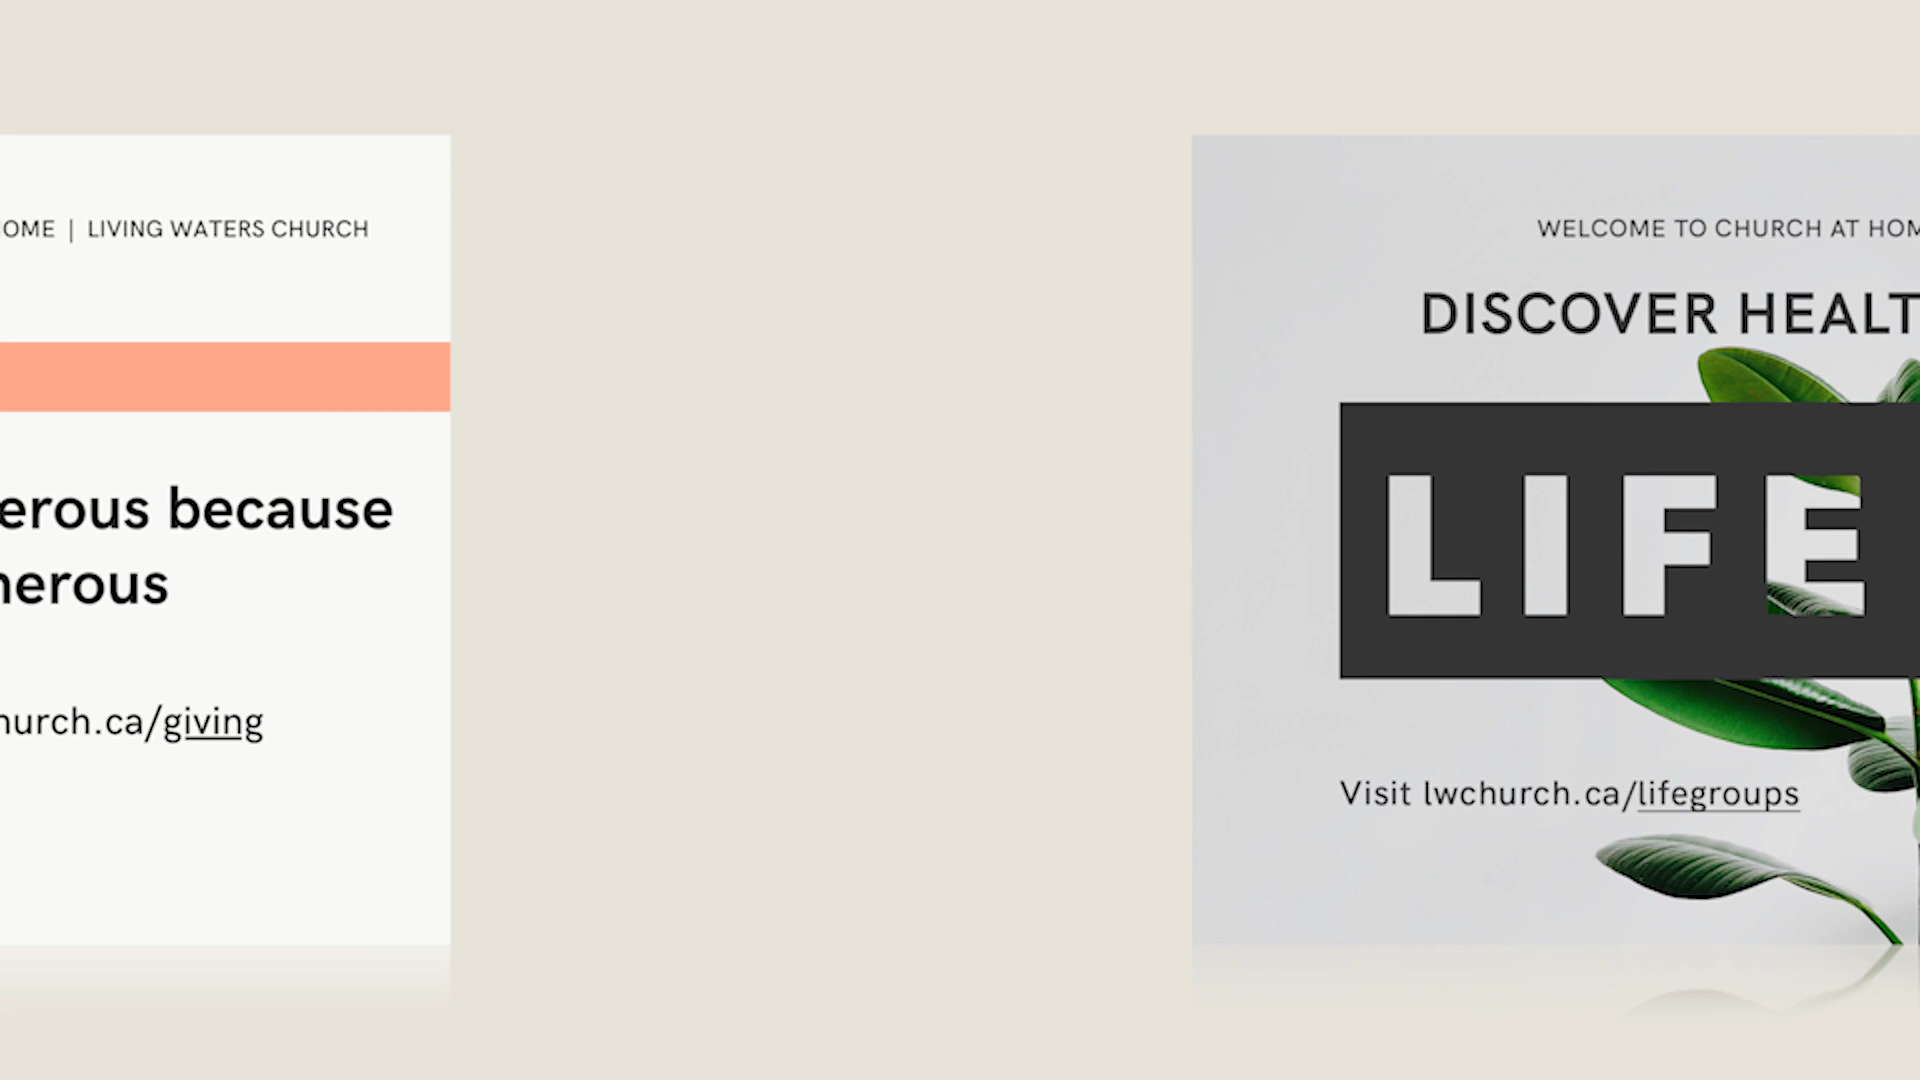 OME | LIVING WATERS CHURCH
erous because
nerous
hurch.ca/giving
WELCOME TO CHURCH AT HOM
DISCOVER HEALT
LIFE
Visit lwchurch.ca/lifegroups